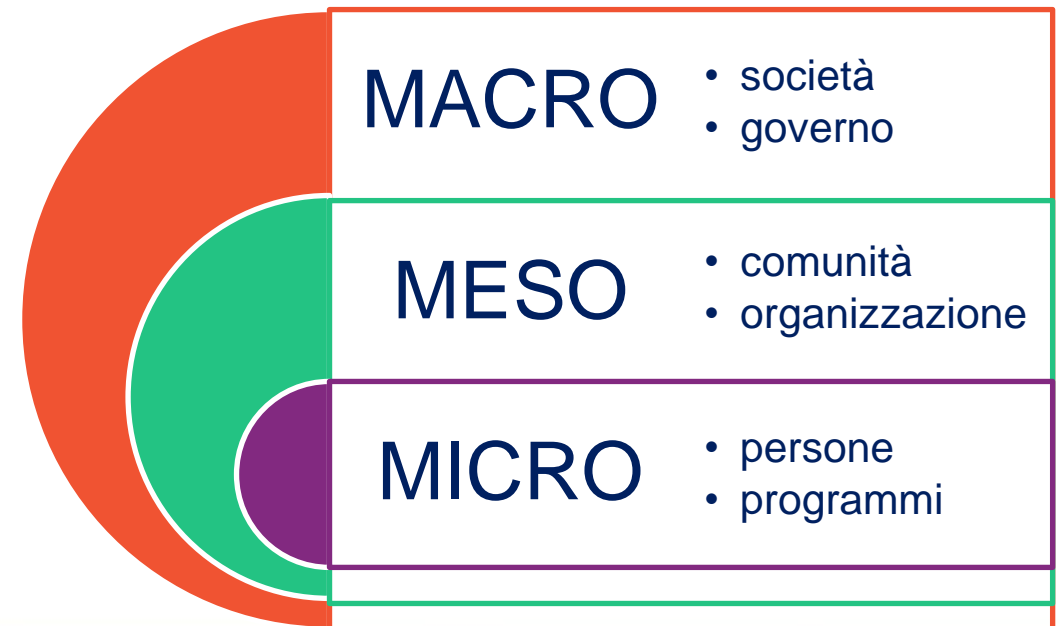 MACRO
• società
• governo
MESO
• comunità
• organizzazione
MICRO
• persone
• programmi